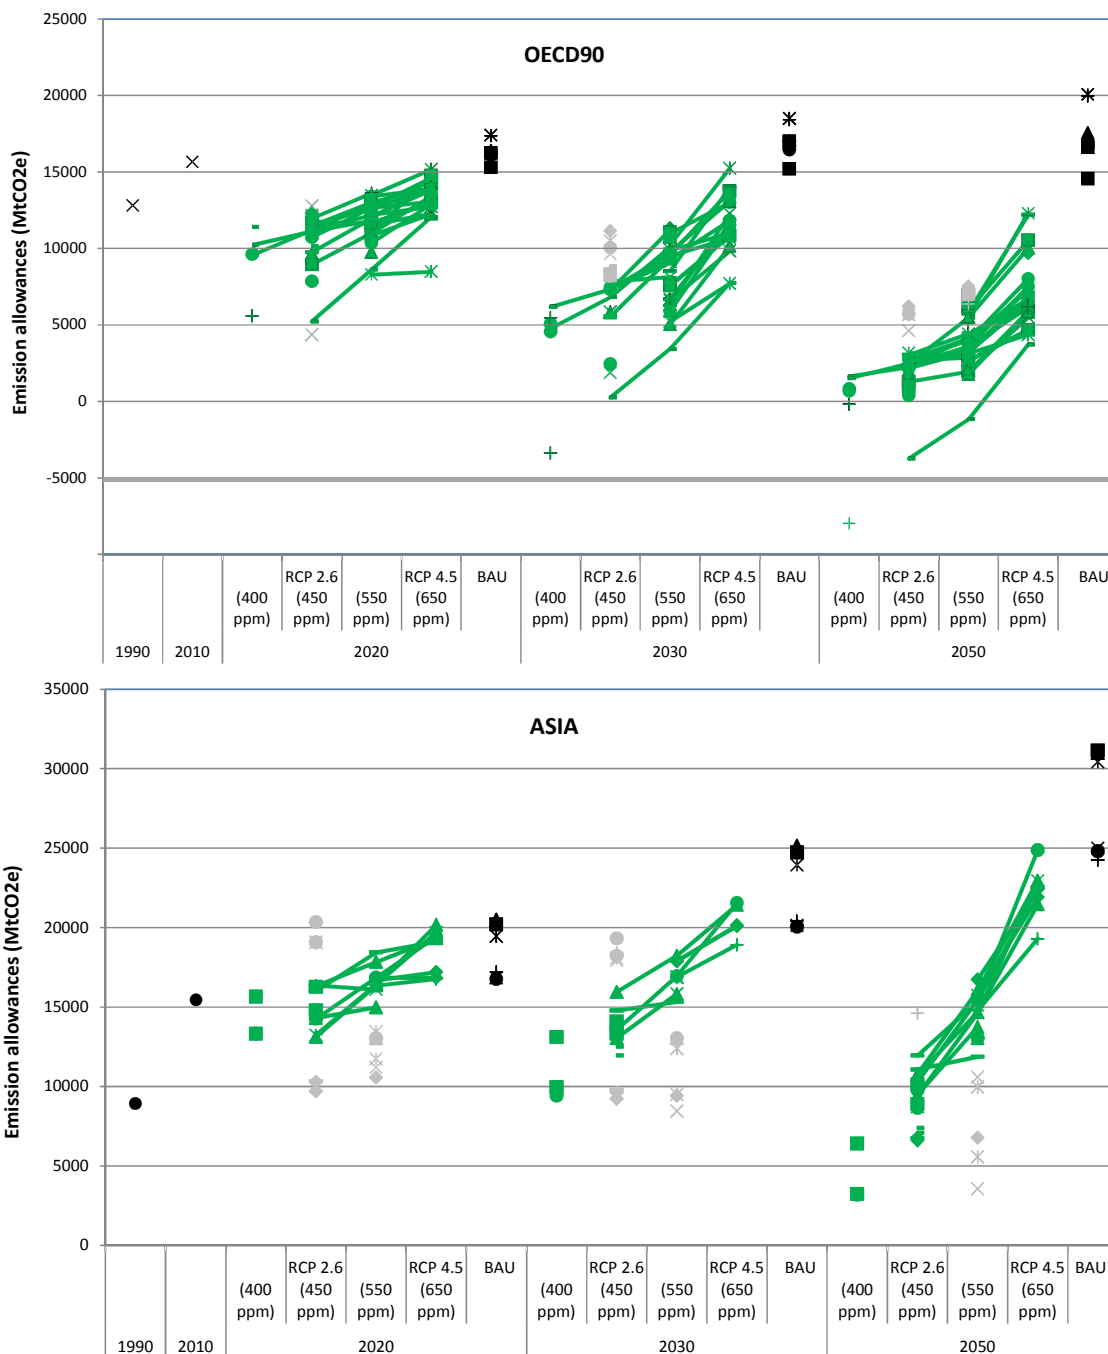 OECD90
Emission allowances (MtCO2e)
25000
20000
15000
10000
5000
0
-5000
(400 ppm)
RCP 2.6 (450 ppm)
(550 ppm)
RCP 4.5 (650 ppm)
BAU
(400 ppm)
RCP 2.6 (450 ppm)
(550 ppm)
RCP 4.5 (650 ppm)
BAU
(400 ppm)
RCP 2.6 (450 ppm)
(550 ppm)
RCP 4.5 (650 ppm)
BAU
1990 2010 2020 2030 2050
ASIA
Emission allowances (MtCO2e)
35000
30000
25000
20000
15000
10000
5000
0
(400 ppm)
RCP 2.6 (450 ppm)
(550 ppm)
RCP 4.5 (650 ppm)
BAU
(400 ppm)
RCP 2.6 (450 ppm)
(550 ppm)
RCP 4.5 (650 ppm)
BAU
(400 ppm)
RCP 2.6 (450 ppm)
(550 ppm)
RCP 4.5 (650 ppm)
BAU
1990 2010 2020 2030 2050